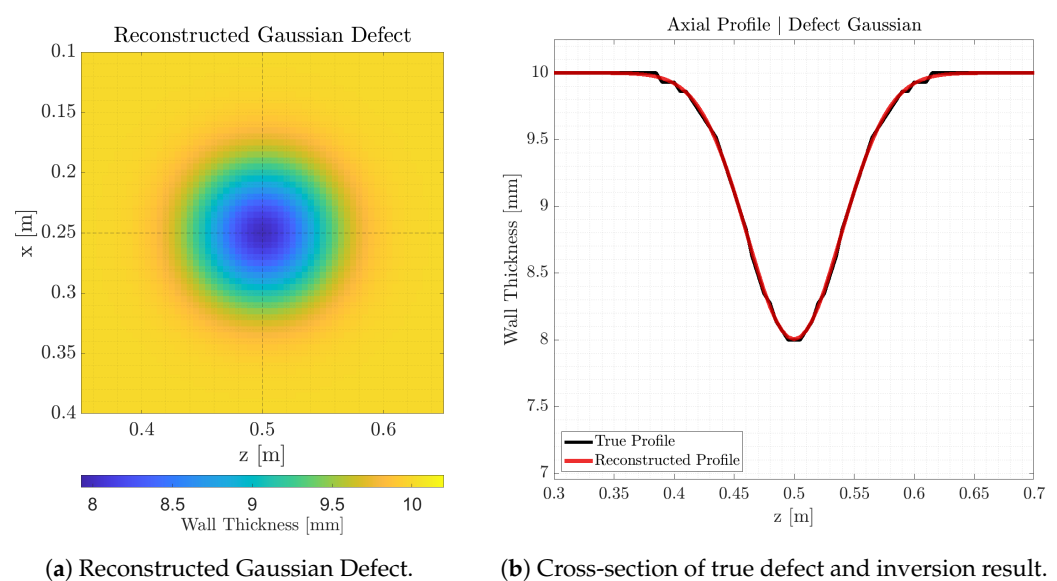 Reconstructed Gaussian Defect
0.1
0.15
0.2
0.25
0.3
0.35
0.4
x [m]
0.4 0.5 0.6
z [m]
8 8.5 9 9.5 10
Wall Thickness [mm]
(a) Reconstructed Gaussian Defect.
Axial Profile | Defect Gaussian
10
9.5
9
8.5
8
7.5
7
Wall Thickness [mm]
True Profile
Reconstructed Profile
0.3 0.35 0.4 0.45 0.5 0.55 0.6 0.65 0.7
z [m]
(b) Cross-section of true defect and inversion result.